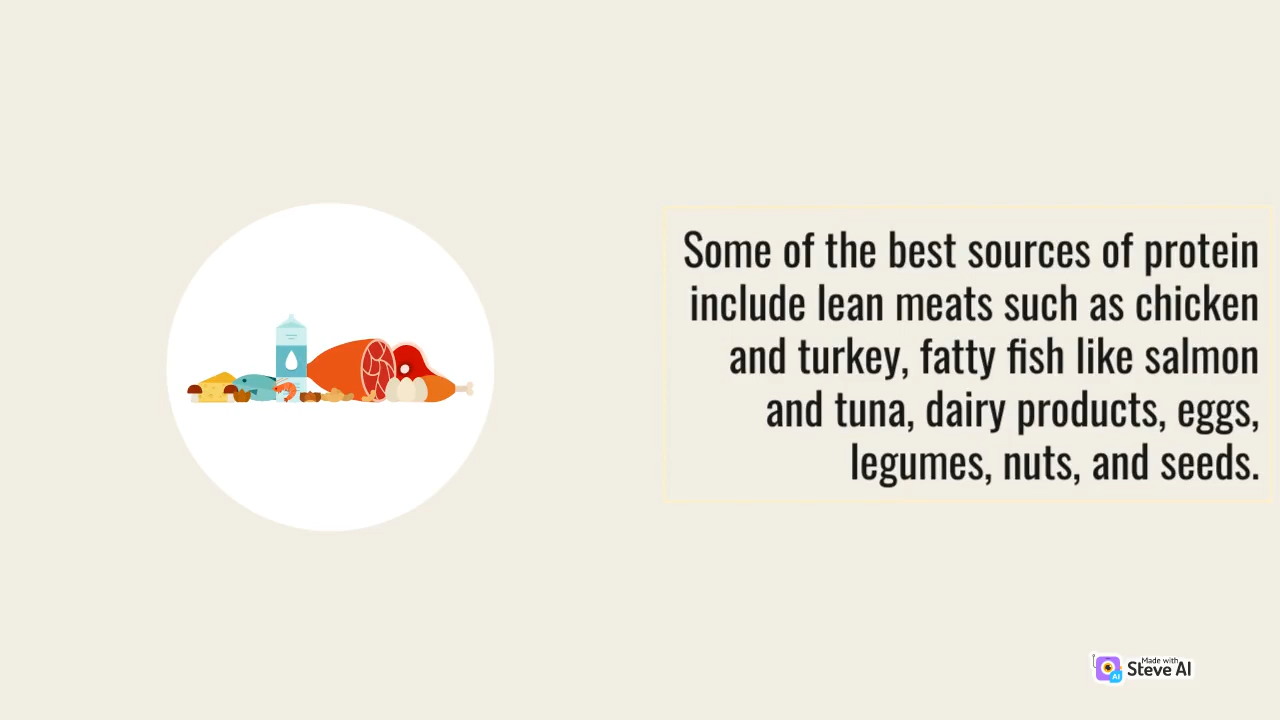 Some of the best sources of protein
include lean meats such as chicken
and turkey, fatty fish like salmon
and tuna, dairy products, eggs,
legumes, nuts, and seeds.
Made with
Steve AI
AI